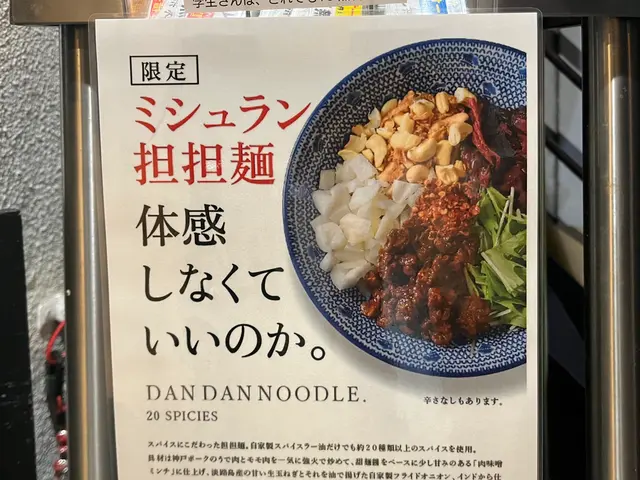 学生さんは、
限定
ミシュラン
担担麺
体感
しなくて
いいのか。
DAN DAN NOODLE.
20 SPICIES
辛さなしもあります。
スパイスにこだわった担担麺。自家製スパイスラー油だけでも約20種類以上のスパイスを使用。
具材は神戸ポークのうで肉とモモ肉を一気に強火で炒めて、甜麺醤をベースに少し甘みのある「肉味噌
ミンチ」に仕上げ、淡路島産の甘い生玉ねぎとそれを油で揚げた自家製フライドオニオン、インドから仕